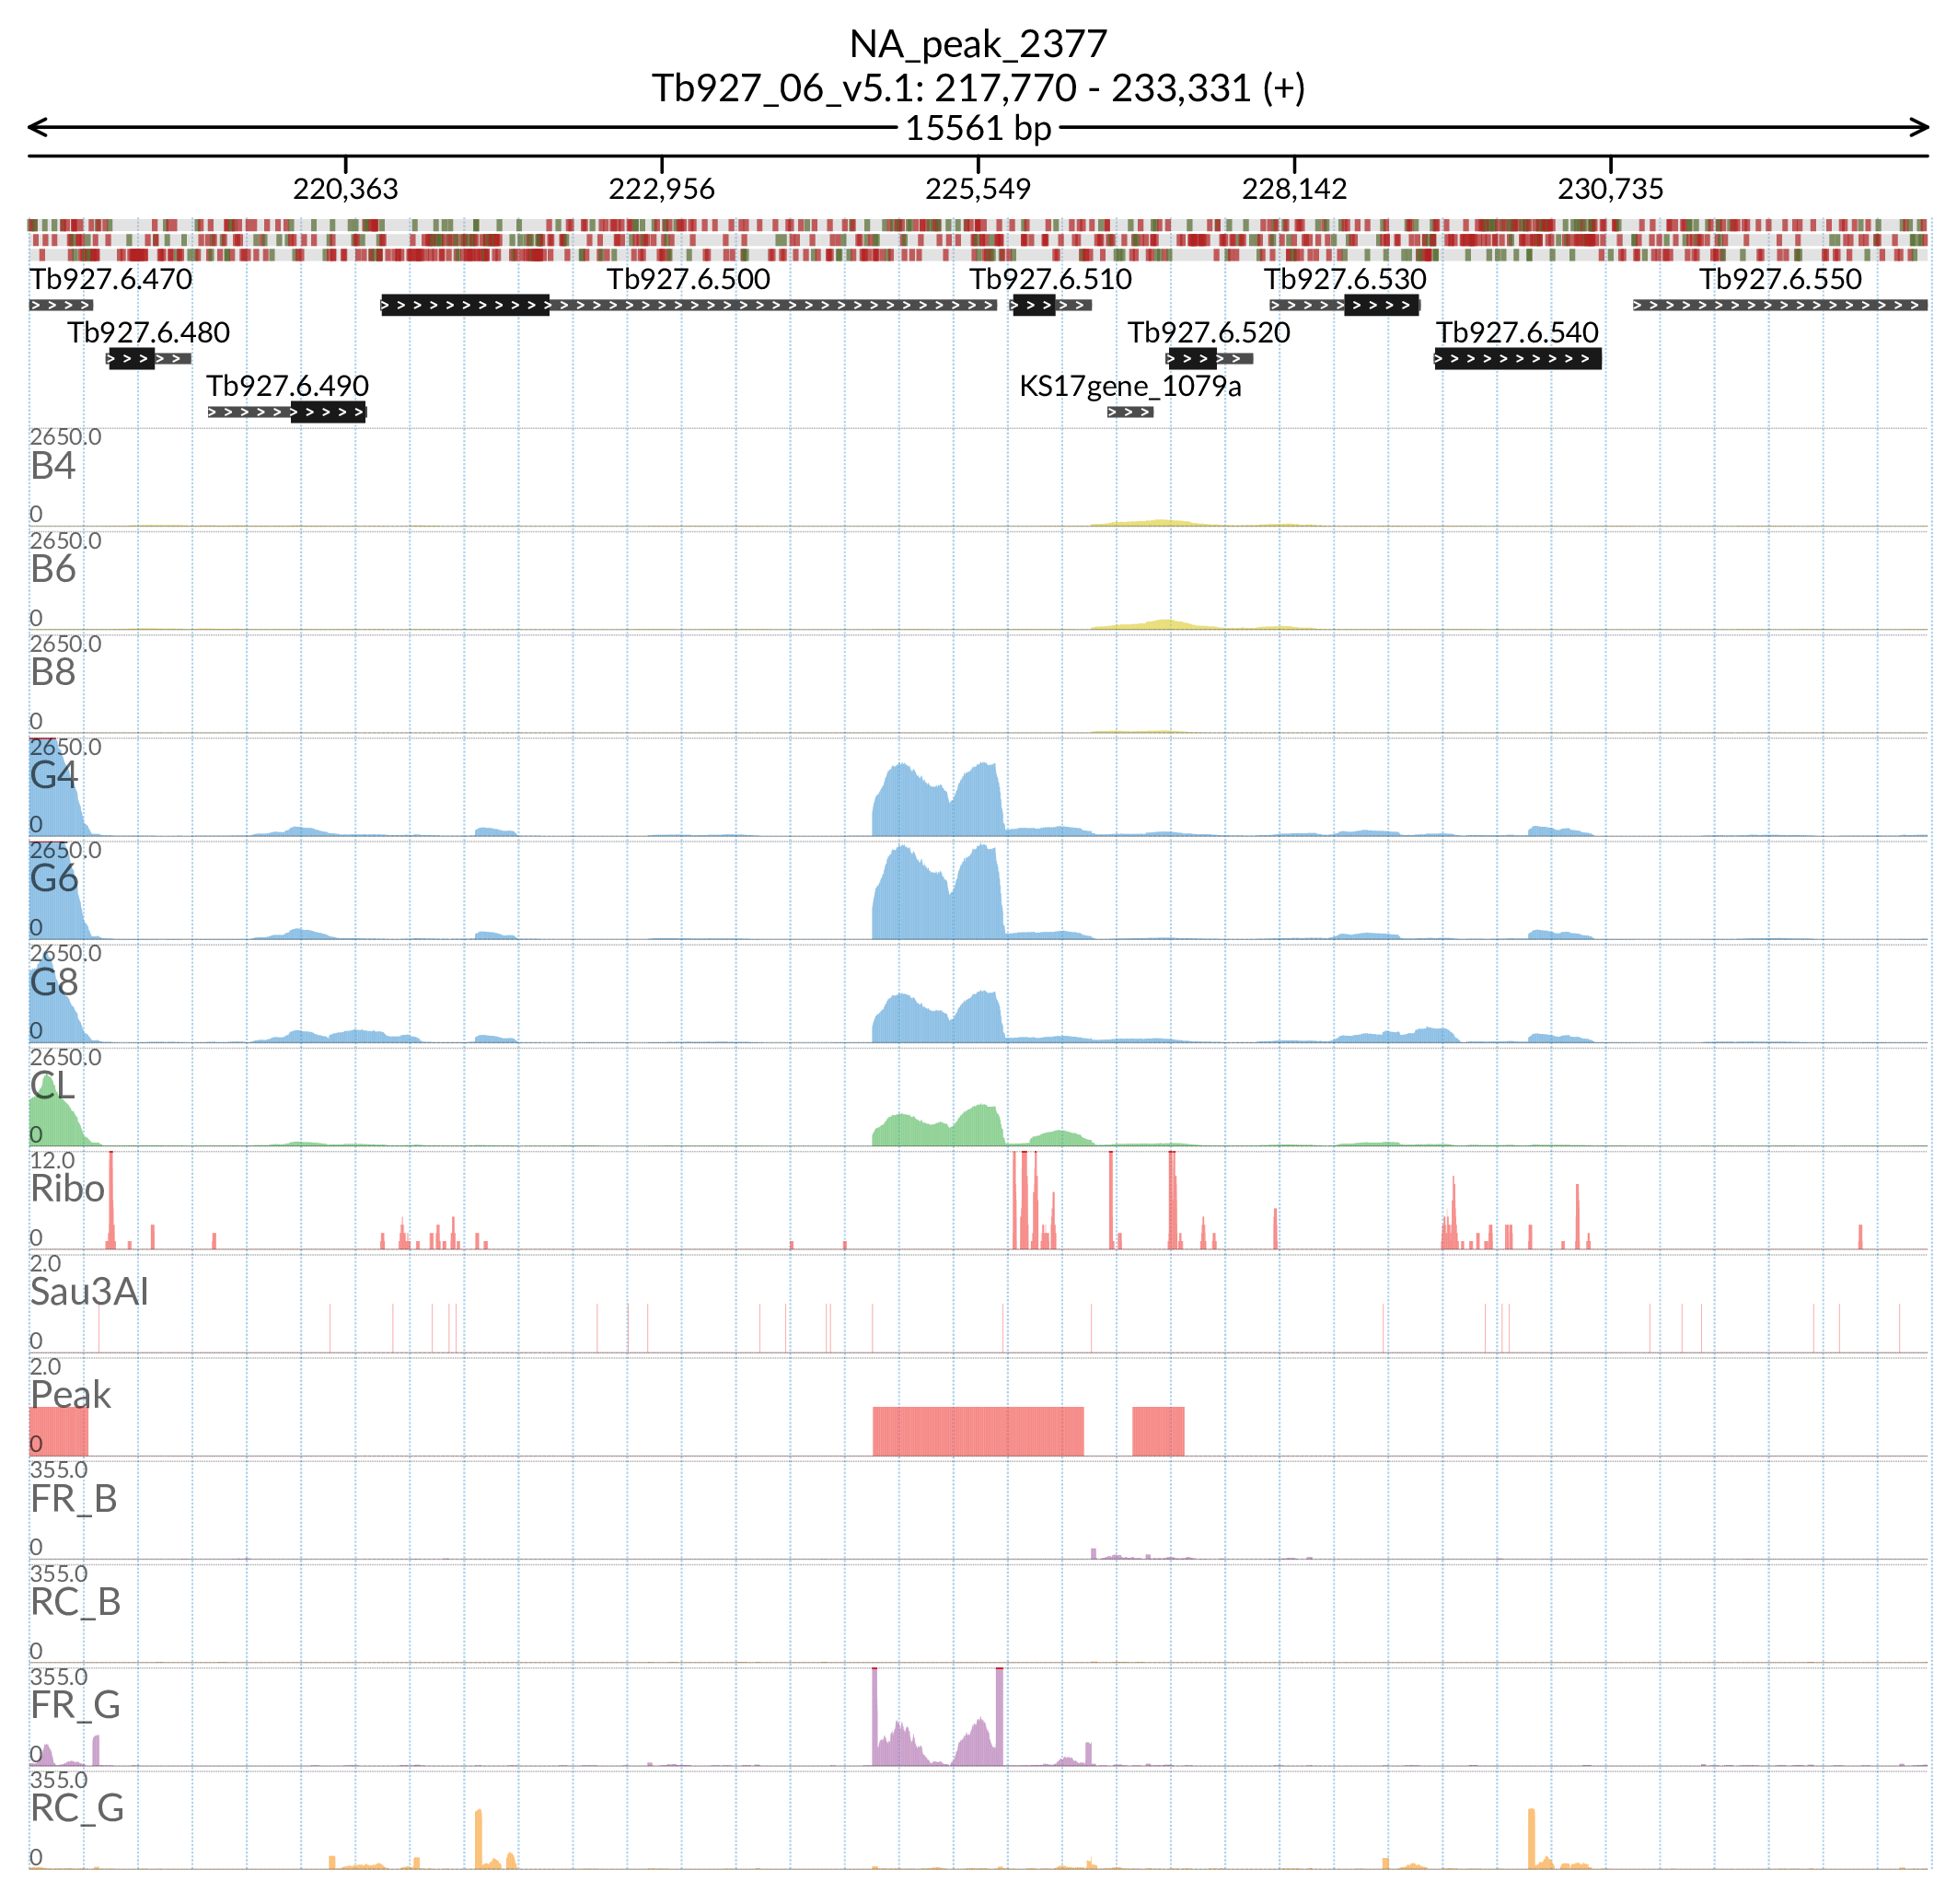 NA_peak_2377
Tb927_06_v5.1: 217,770 - 233,331 (+)
15561 bp
220,363 222,956 225,549 228,142 230,735
Tb927.6.470 Tb927.6.500 Tb927.6.510 Tb927.6.530 Tb927.6.550
Tb927.6.480 Tb927.6.520 Tb927.6.540
Tb927.6.490 KS17gene_1079a
2650.0
B4
0
2650.0
B6
0
2650.0
B8
0
2650.0
G4
0
2650.0
G6
0
2650.0
G8
0
2650.0
CL
0
12.0
Ribo
0
2.0
Sau3AI
0
2.0
Peak
0
355.0
FR_B
0
355.0
RC_B
0
355.0
FR_G
0
355.0
RC_G
0